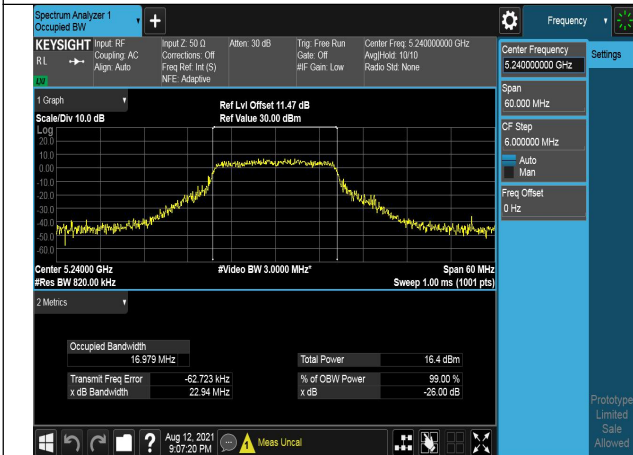 Spectrum Analyzer 1
Occupied BW
Frequency
KEYSIGHT
RL
LXI
Input: RF
Coupling: AC
Align: Auto
Input Z: 50 Ω
Corrections: Off
Freq Ref: Int (S)
NFE: Adaptive
Atten: 30 dB
Trig: Free Run
Gate: Off
#IF Gain: Low
Center Freq: 5.240000000 GHz
Avg|Hold: 10/10
Radio Std: None
Center Frequency
5.240000000 GHz
Settings
Span
60.000 MHz
CF Step
6.000000 MHz
Auto
Man
Freq Offset
0 Hz
1 Graph
Scale/Div 10.0 dB
Ref Lvl Offset 11.47 dB
Ref Value 30.00 dBm
Log
20.0
10.0
0.00
-10.0
-20.0
-30.0
-40.0
-50.0
-60.0
Center 5.24000 GHz
#Video BW 3.0000 MHz*
Span 60 MHz
#Res BW 820.00 kHz
Sweep 1.00 ms (1001 pts)
2 Metrics
Occupied Bandwidth
16.979 MHz
Total Power 16.4 dBm
Transmit Freq Error -62.723 kHz
% of OBW Power 99.00 %
x dB Bandwidth 22.94 MHz
x dB -26.00 dB
Prototype
Limited
Sale
Allowed
?
Aug 12, 2021
9:07:20 PM
Meas Uncal